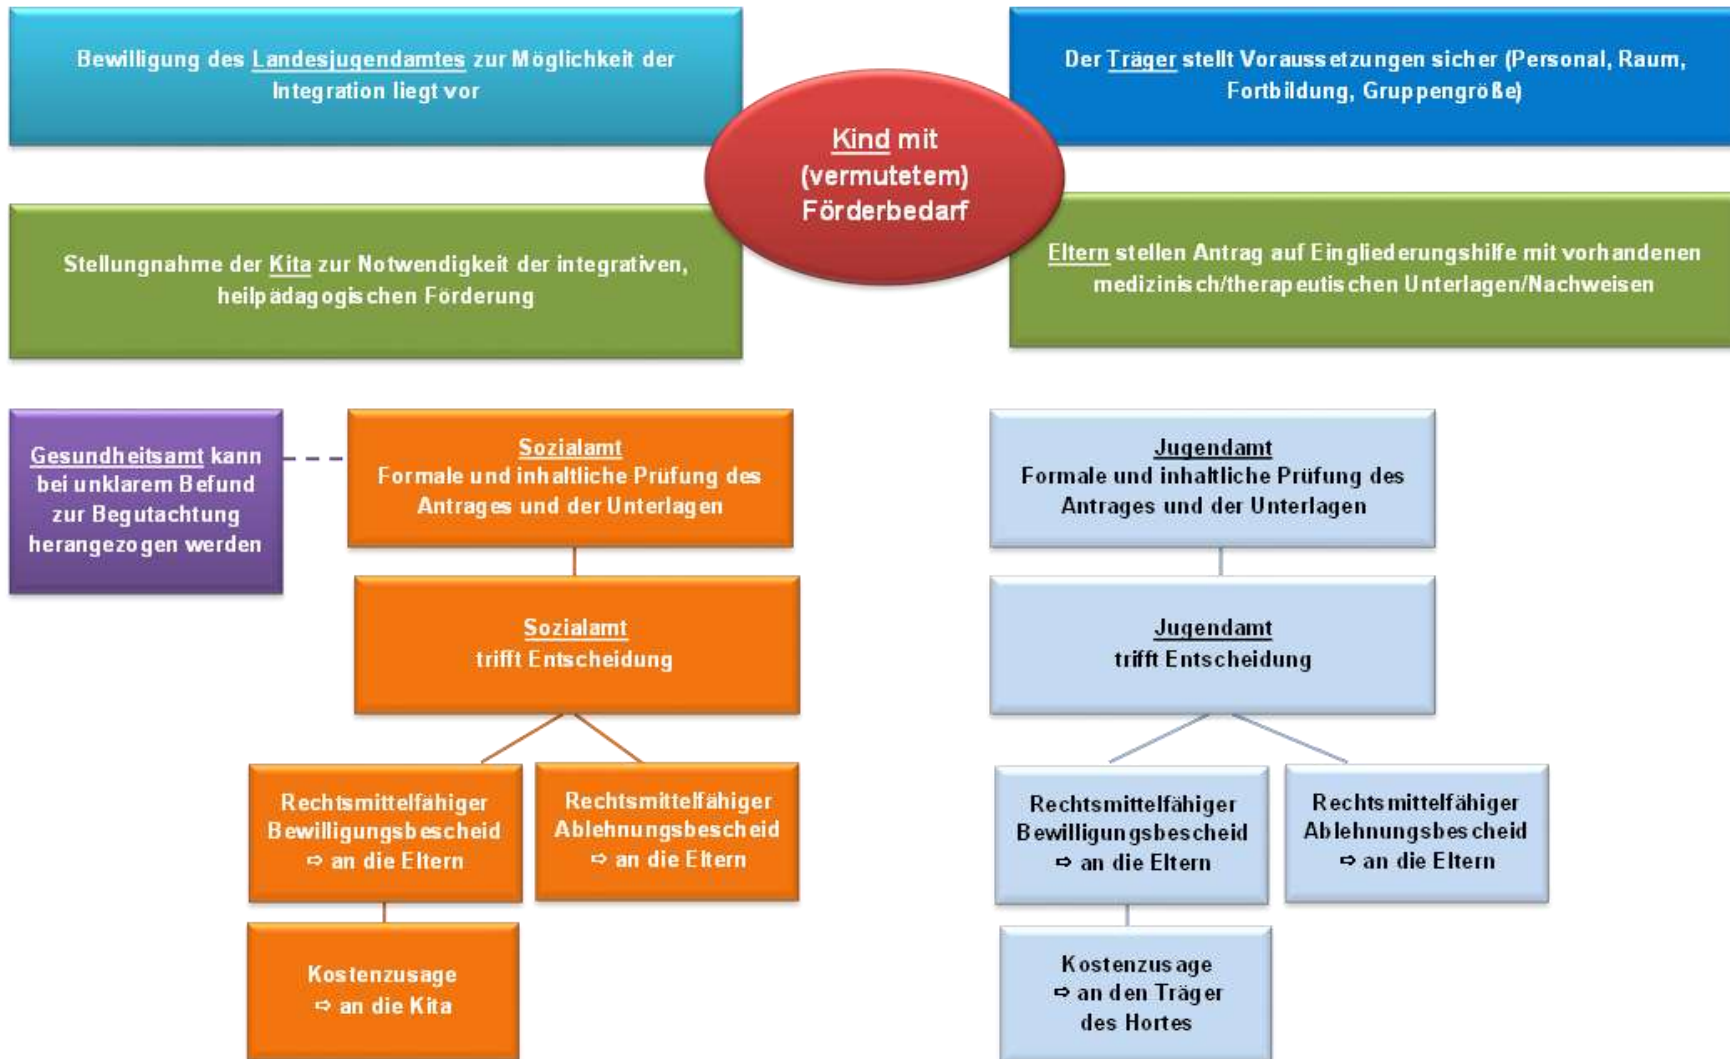 Bewilligung des Landesjugendamtes zur Möglichkeit der
Integration liegt vor
Der Träger stellt Voraussetzungen sicher (Personal, Raum,
Fortbildung, Gruppengröße)
Kind mit
(vermutetem)
Förderbedarf
Stellungnahme der Kita zur Notwendigkeit der integrativen,
heilpädagogischen Förderung
Eltern stellen Antrag auf Eingliederungshilfe mit vorhandenen
medizinisch/therapeutischen Unterlagen/Nachweisen
Gesundheitsamt kann
bei unklarem Befund
zur Begutachtung
herangezogen werden
Sozialamt
Formale und inhaltliche Prüfung des
Antrages und der Unterlagen
Jugendamt
Formale und inhaltliche Prüfung des
Antrages und der Unterlagen
Sozialamt
trifft Entscheidung
Jugendamt
trifft Entscheidung
Rechtsmittelfähiger
Bewilligungsbescheid
⇨ an die Eltern
Rechtsmittelfähiger
Ablehnungsbescheid
⇨ an die Eltern
Rechtsmittelfähiger
Bewilligungsbescheid
⇨ an die Eltern
Rechtsmittelfähiger
Ablehnungsbescheid
⇨ an die Eltern
Kostenzusage
⇨ an die Kita
Kostenzusage
⇨ an den Träger
des Hortes